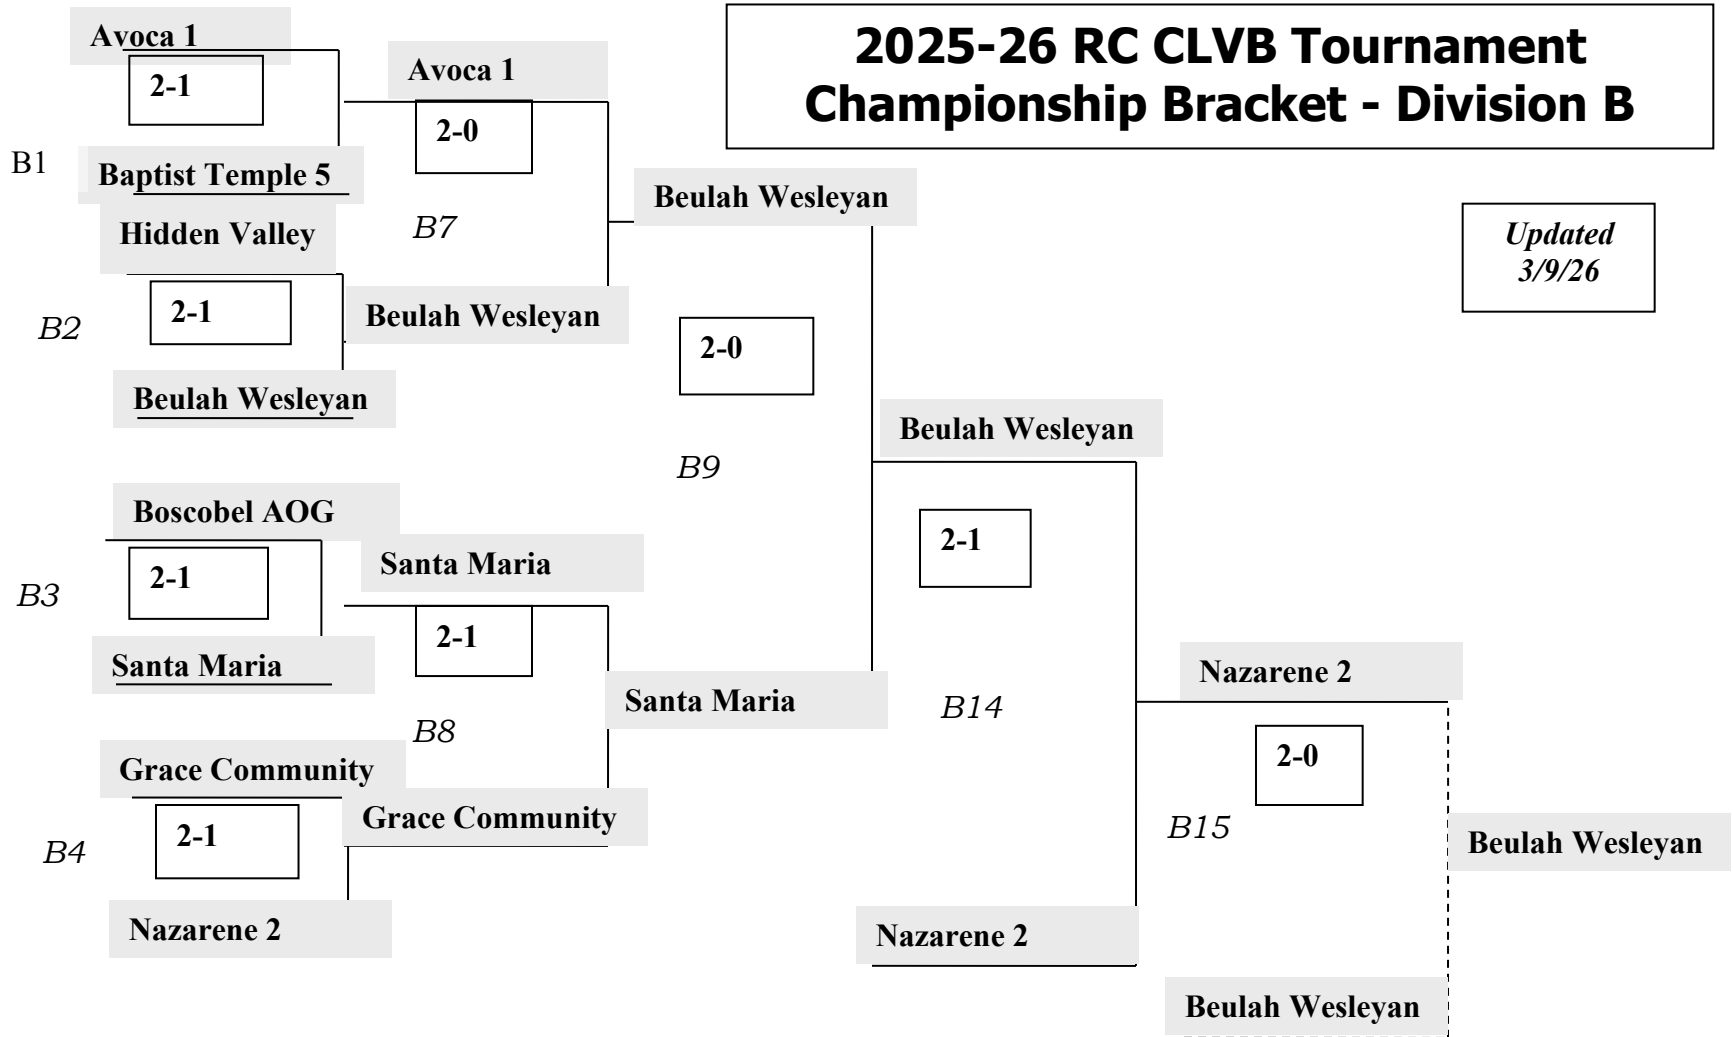 2025-26 RC CLVB Tournament
Championship Bracket - Division B
Updated
3/9/26
Avoca 1
2-1
B1
Baptist Temple 5
Hidden Valley
2-1
B2
Beulah Wesleyan
Boscobel AOG
2-1
B3
Santa Maria
Grace Community
2-1
B4
Nazarene 2
Avoca 1
2-0
B7
Beulah Wesleyan
Santa Maria
2-1
B8
Grace Community
Beulah Wesleyan
2-0
B9
Santa Maria
Beulah Wesleyan
2-1
B14
Nazarene 2
Nazarene 2
2-0
B15
Beulah Wesleyan
Beulah Wesleyan